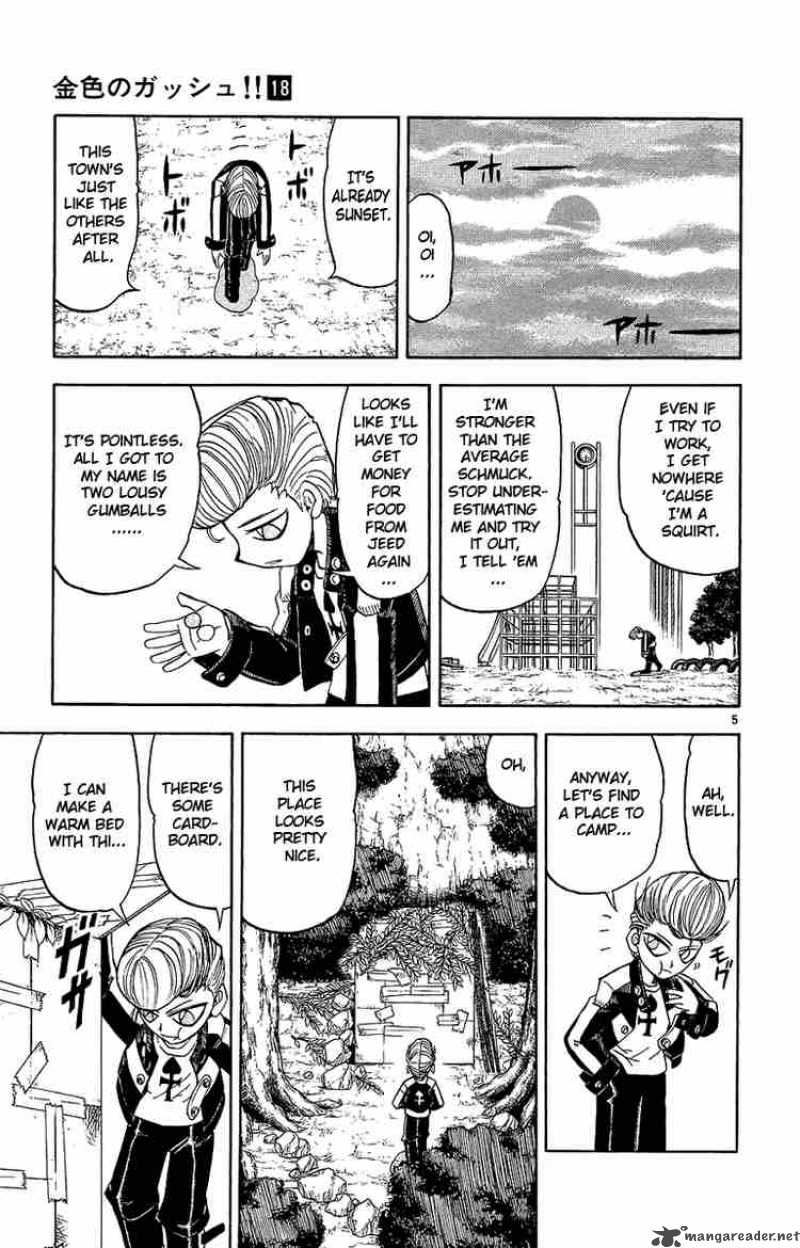 金色のガッシュ!! 18
アホー
OI,
OI
...
アホー
IT'S
ALREADY
SUNSET.
トボ
トボ
THIS
TOWN'S
JUST
LIKE THE
OTHERS
AFTER
ALL.
EVEN IF
I TRY TO
WORK,
I GET
NOWHERE
'CAUSE
I'M A
SQUIRT.
I'M
STRONGER
THAN THE
AVERAGE
SCHMUCK.
STOP UNDER-
ESTIMATING
ME AND TRY
IT OUT,
I TELL 'EM
...
LOOKS
LIKE I'LL
HAVE TO
GET
MONEY
FOR
FOOD
FROM
JEED
AGAIN
...
IT'S POINTLESS.
ALL I GOT TO
MY NAME IS
TWO LOUSY
GUMBALLS
......
5
AH,
WELL.
ANYWAY,
LET'S FIND
A PLACE TO
CAMP...
モグ
OH,
THIS
PLACE
LOOKS
PRETTY
NICE.
THERE'S
SOME
CARD-
BOARD.
I CAN
MAKE A
WARM BED
WITH THI...
ガサ
mangareader.net